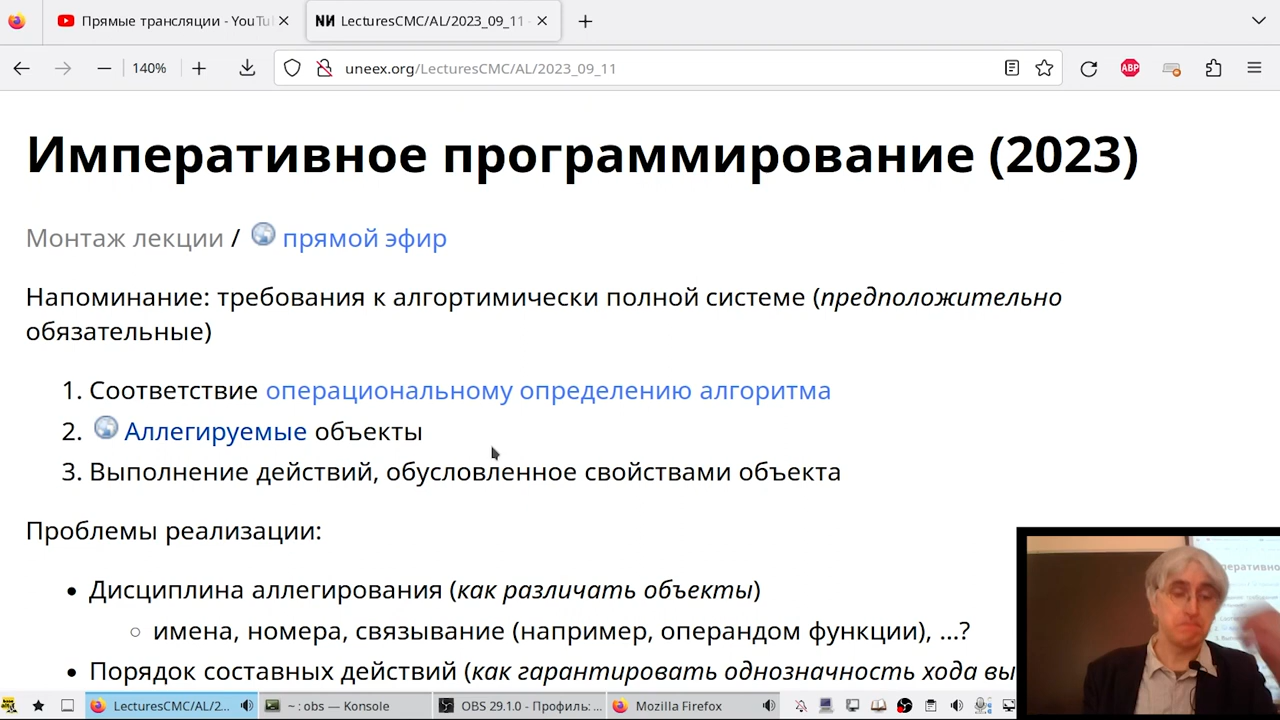 Прямые трансляции - YouTu
NИ LecturesCMC/AL/2023_09_11 -
140%
uneex.org/LecturesCMC/AL/2023_09_11
ABP
Императивное программирование (2023)
Монтаж лекции / прямой эфир
Напоминание: требования к алгортимически полной системе (предположительно
обязательные)
1. Соответствие операциональному определению алгоритма
2. Аллегируемые объекты
3. Выполнение действий, обусловленное свойствами объекта
Проблемы реализации:
• Дисциплина аллегирования (как различать объекты)
◦ имена, номера, связывание (например, операндом функции), ...?
• Порядок составных действий (как гарантировать однозначность хода вы
LecturesCMC/AL/2...
~ : obs — Konsole
OBS 29.1.0 - Профиль:...
Mozilla Firefox